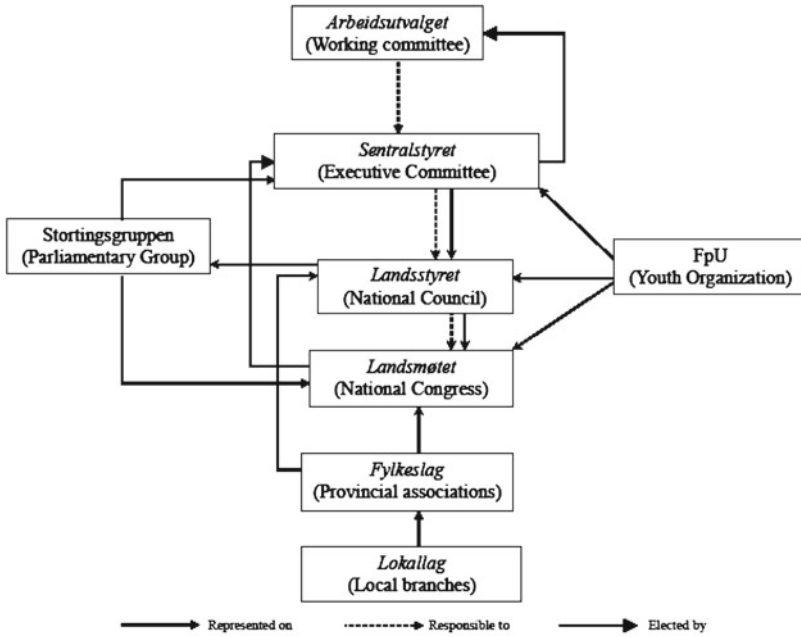 Arbeidsutvalget
(Working committee)
Sentralstyret
(Executive Committee)
Stortingsgruppen
(Parliamentary Group)
FpU
(Youth Organization)
Landsstyret
(National Council)
Landsmøtet
(National Congress)
Fylkeslag
(Provincial associations)
Lokallag
(Local branches)
Represented on
Responsible to
Elected by